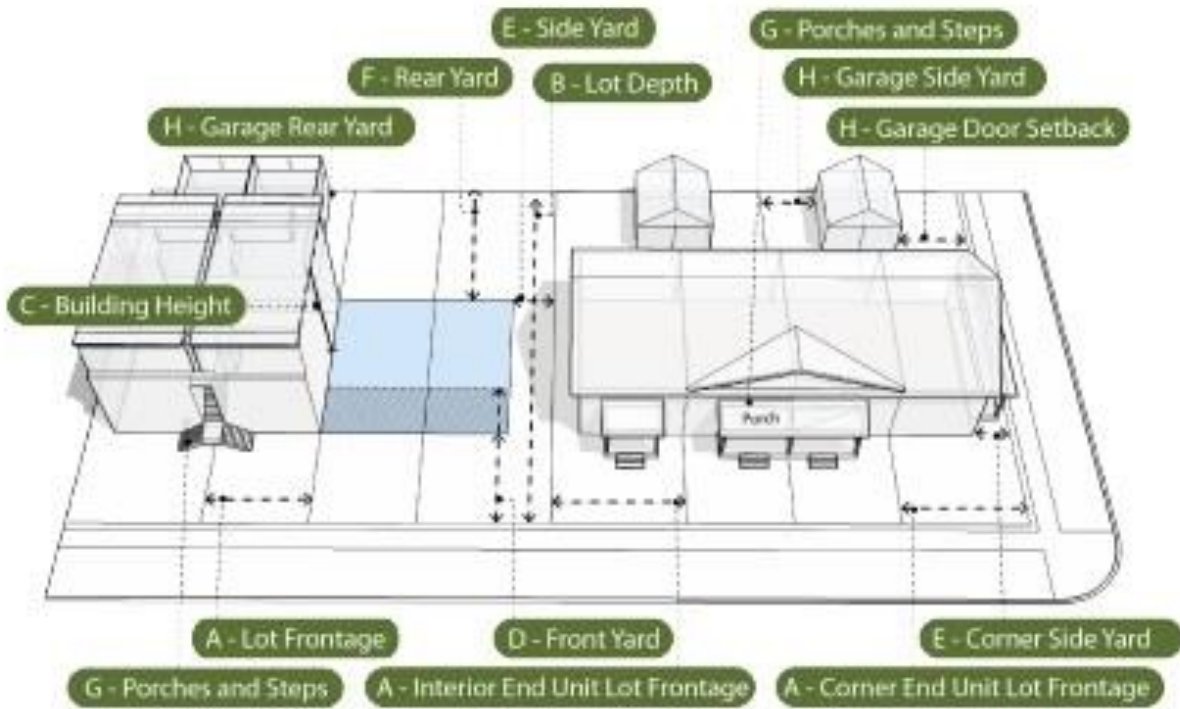 E - Side Yard
G - Porches and Steps
F - Rear Yard
B - Lot Depth
H - Garage Side Yard
H - Garage Rear Yard
H - Garage Door Setback
C - Building Height
Porch
A - Lot Frontage
D - Front Yard
E - Corner Side Yard
G - Porches and Steps
A - Interior End Unit Lot Frontage
A - Corner End Unit Lot Frontage